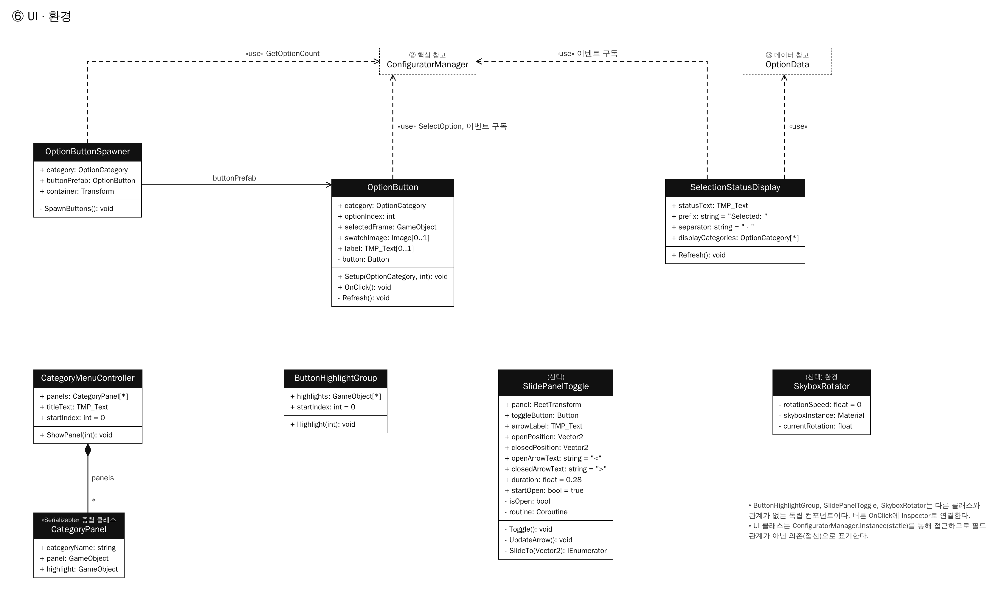 ⑥ UI · 환경
«use» GetOptionCount
② 핵심 참고
ConfiguratorManager
«use» 이벤트 구독
③ 데이터 참고
OptionData
«use» SelectOption, 이벤트 구독
«use»
OptionButtonSpawner
+ category: OptionCategory
+ buttonPrefab: OptionButton
+ container: Transform
- SpawnButtons(): void
buttonPrefab
OptionButton
+ category: OptionCategory
+ optionIndex: int
+ selectedFrame: GameObject
+ swatchImage: Image[0..1]
+ label: TMP_Text[0..1]
- button: Button
+ Setup(OptionCategory, int): void
+ OnClick(): void
- Refresh(): void
SelectionStatusDisplay
+ statusText: TMP_Text
+ prefix: string = "Selected: "
+ separator: string = " · "
+ displayCategories: OptionCategory[*]
+ Refresh(): void
CategoryMenuController
+ panels: CategoryPanel[*]
+ titleText: TMP_Text
+ startIndex: int = 0
+ ShowPanel(int): void
panels
*
«Serializable» 중첩 클래스
CategoryPanel
+ categoryName: string
+ panel: GameObject
+ highlight: GameObject
ButtonHighlightGroup
+ highlights: GameObject[*]
+ startIndex: int = 0
+ Highlight(int): void
(선택)
SlidePanelToggle
+ panel: RectTransform
+ toggleButton: Button
+ arrowLabel: TMP_Text
+ openPosition: Vector2
+ closedPosition: Vector2
+ openArrowText: string = "<"
+ closedArrowText: string = ">"
+ duration: float = 0.28
+ startOpen: bool = true
- isOpen: bool
- routine: Coroutine
- Toggle(): void
- UpdateArrow(): void
- SlideTo(Vector2): IEnumerator
(선택) 환경
SkyboxRotator
- rotationSpeed: float = 0
- skyboxInstance: Material
- currentRotation: float
• ButtonHighlightGroup, SlidePanelToggle, SkyboxRotator는 다른 클래스와
관계가 없는 독립 컴포넌트이다. 버튼 OnClick에 Inspector로 연결한다.
• UI 클래스는 ConfiguratorManager.Instance(static)를 통해 접근하므로 필드
관계가 아닌 의존(점선)으로 표기한다.